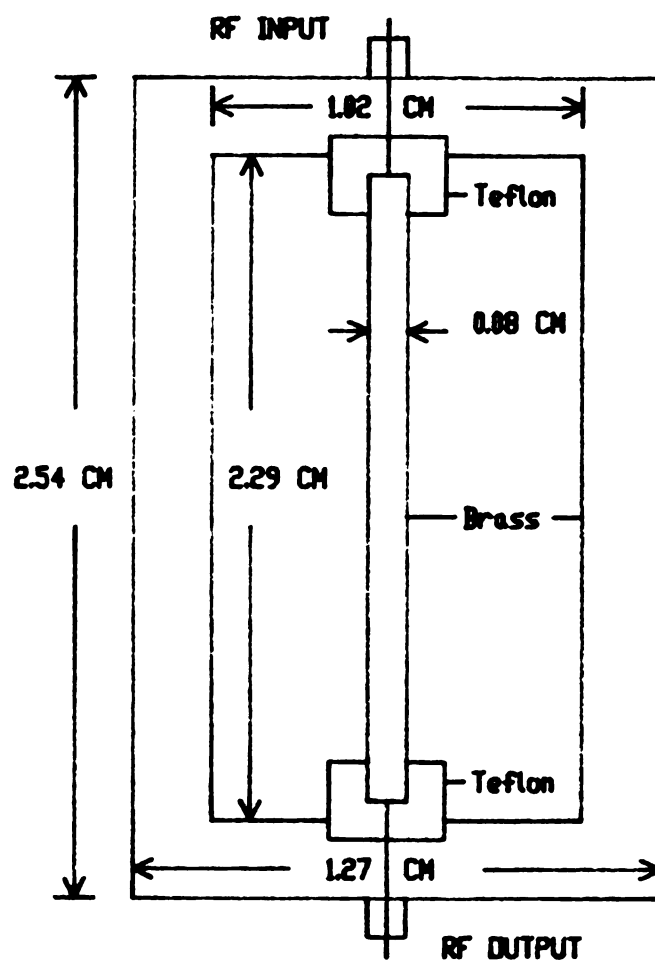 RF INPUT
1.02 CM
Teflon
0.08 CM
2.54 CM
2.29 CM
Brass
Teflon
1.27 CM
RF OUTPUT